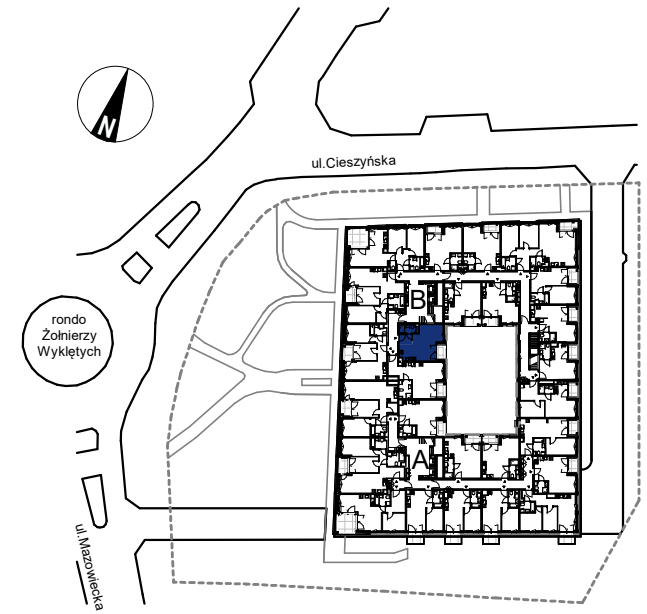 N
ul.Cieszyńska
B
rondo
Żołnierzy
Wyklętych
A
ul.Mazowiecka